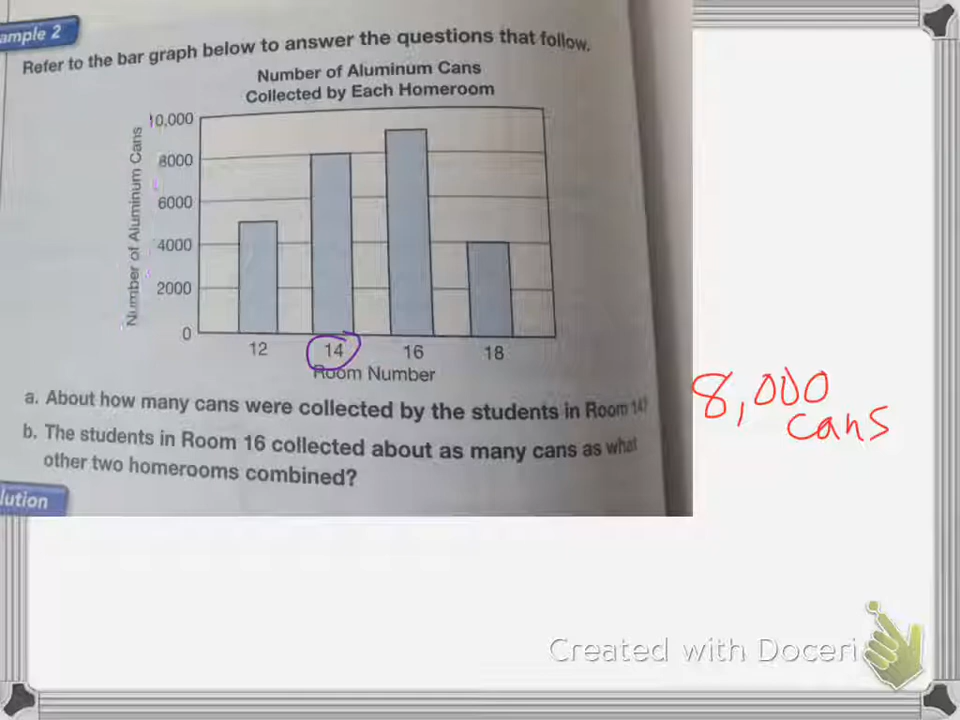 ample 2
Refer to the bar graph below to answer the questions that follow.
Number of Aluminum Cans
Collected by Each Homeroom
Number of Aluminum Cans
10,000
8000
6000
4000
2000
0
12 14 16 18
Room Number
a. About how many cans were collected by the students in Room 14?
b. The students in Room 16 collected about as many cans as what
other two homerooms combined?
lution
8,000
cans
Created with Doceri